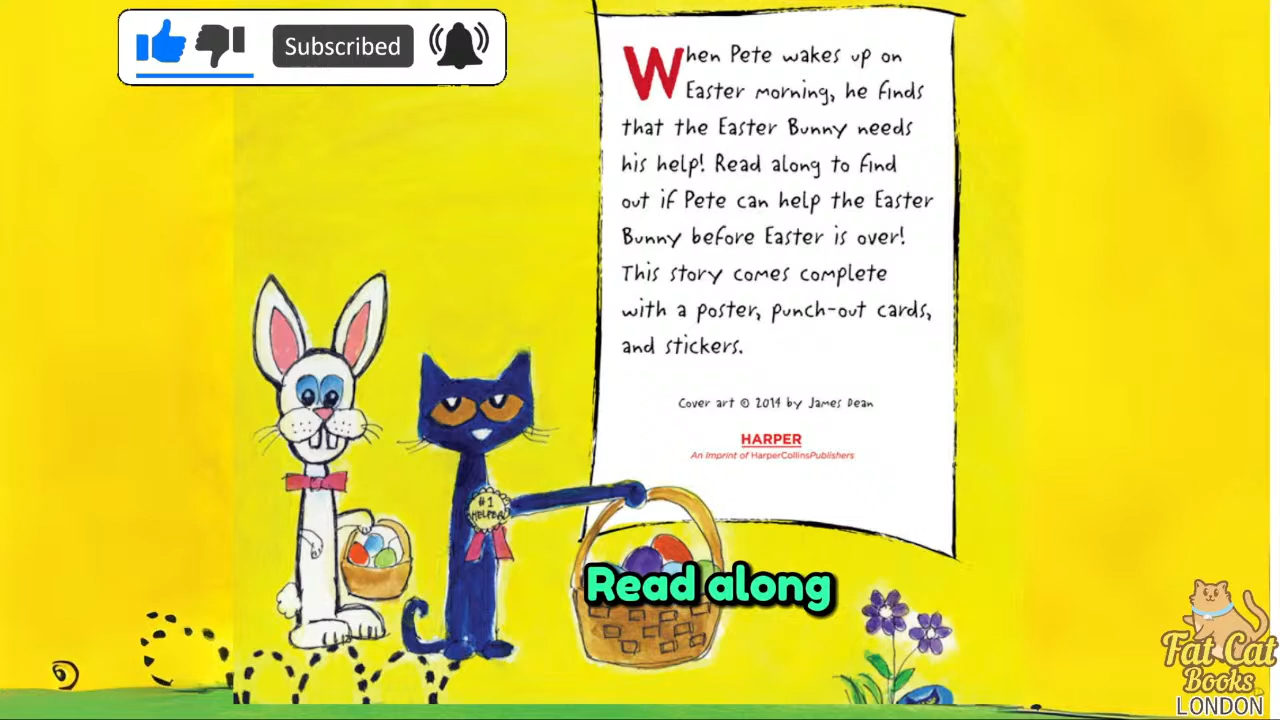 Subscribed
When Pete wakes up on
Easter morning, he finds
that the Easter Bunny needs
his help! Read along to find
out if Pete can help the Easter
Bunny before Easter is over!
This story comes complete
with a poster, punch-out cards,
and stickers.
Cover art © 2014 by James Dean
HARPER
An Imprint of HarperCollinsPublishers
#1
HELPER
Read along
Fat Cat
Books
LONDON